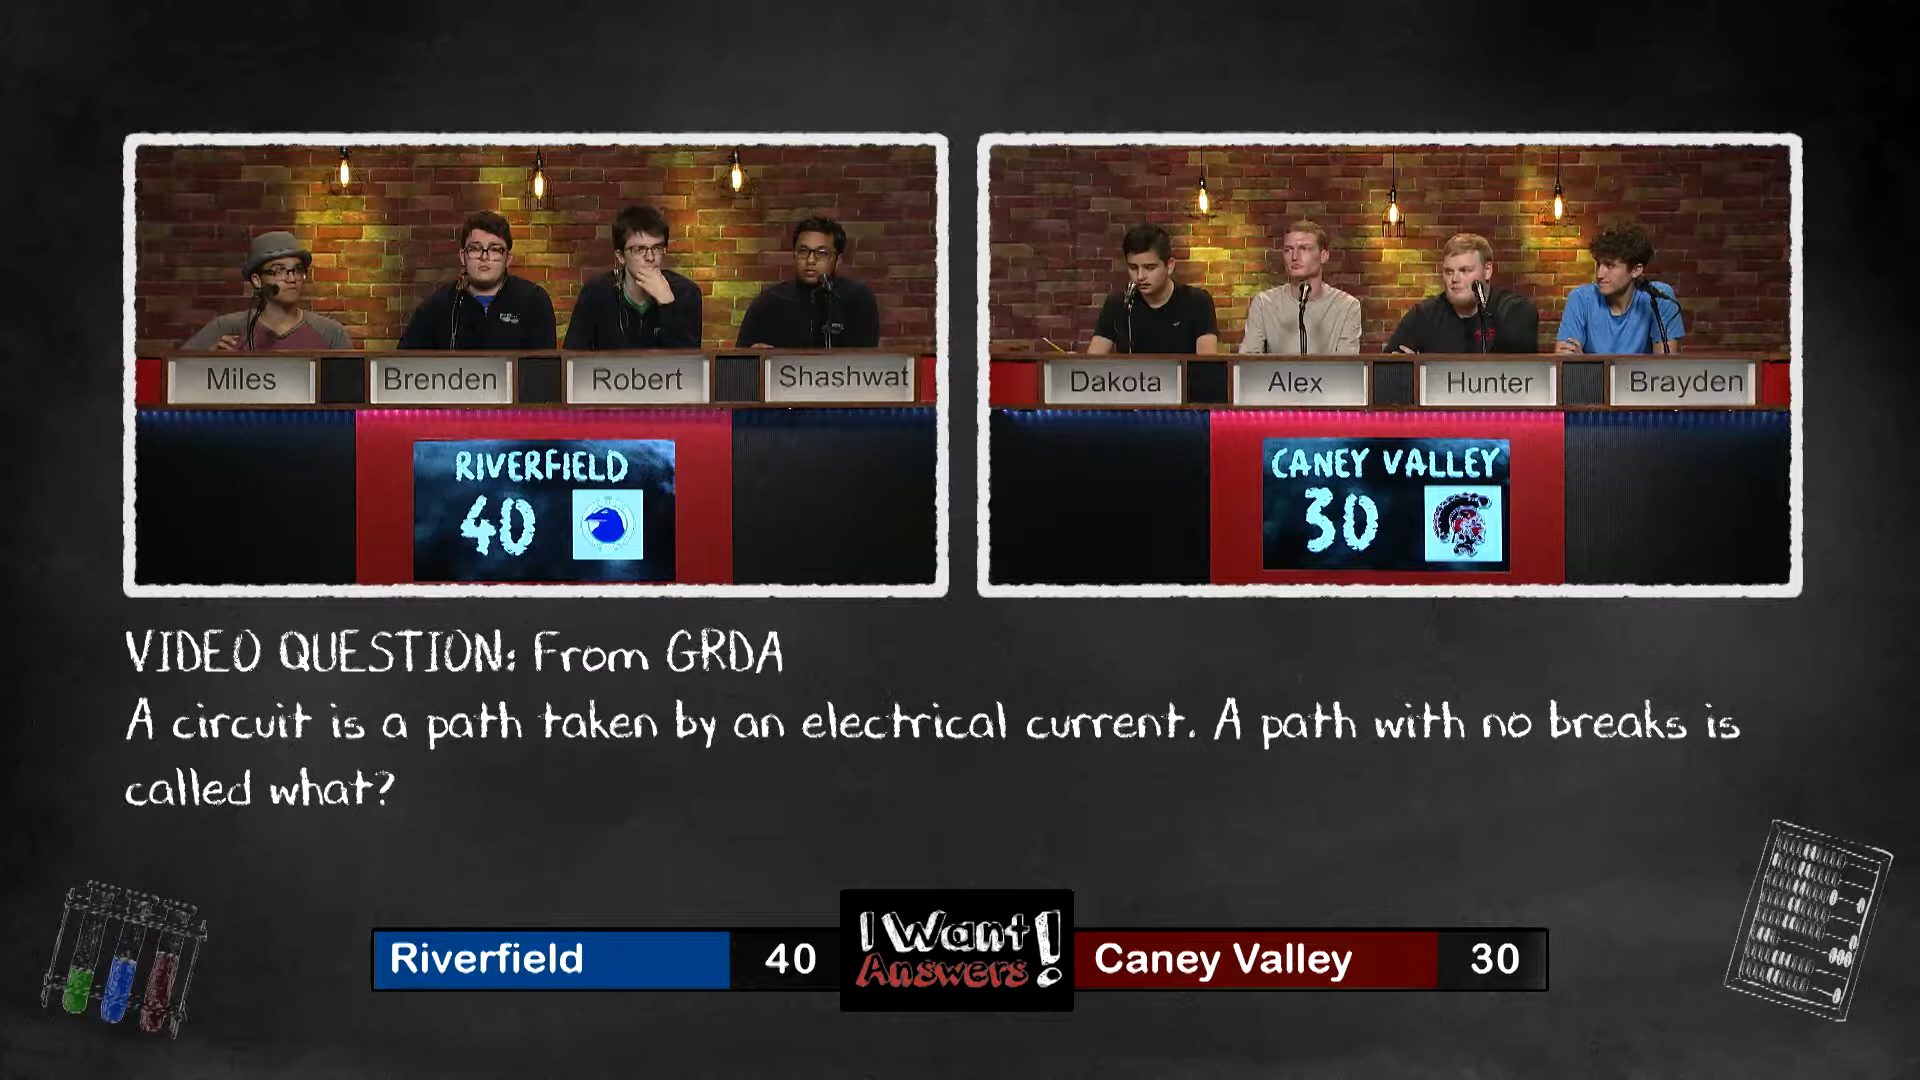 Miles
Brenden
Robert
Shashwat
RIVERFIELD
40
Dakota
Alex
Hunter
Brayden
CANEY VALLEY
30
VIDEO QUESTION: From GRDA
A circuit is a path taken by an electrical current. A path with no breaks is
called what?
Riverfield 40
I Want
Answers!
Caney Valley 30